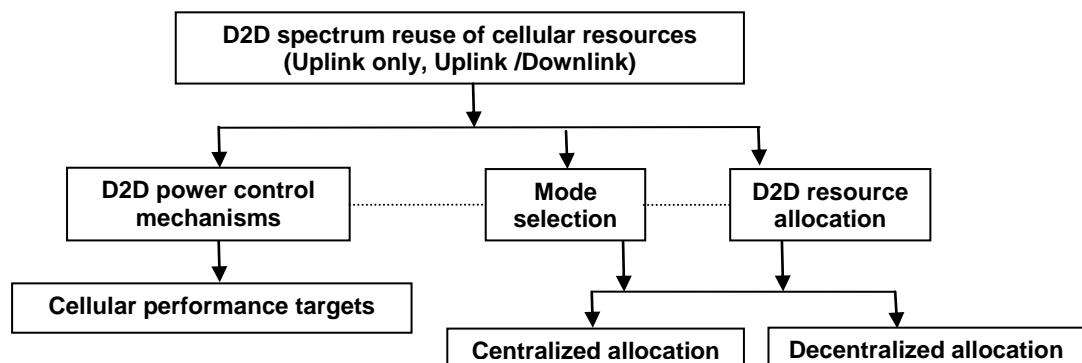 D2D spectrum reuse of cellular resources
(Uplink only, Uplink /Downlink)
D2D power control
mechanisms
Mode
selection
D2D resource
allocation
Cellular performance targets
Centralized allocation
Decentralized allocation